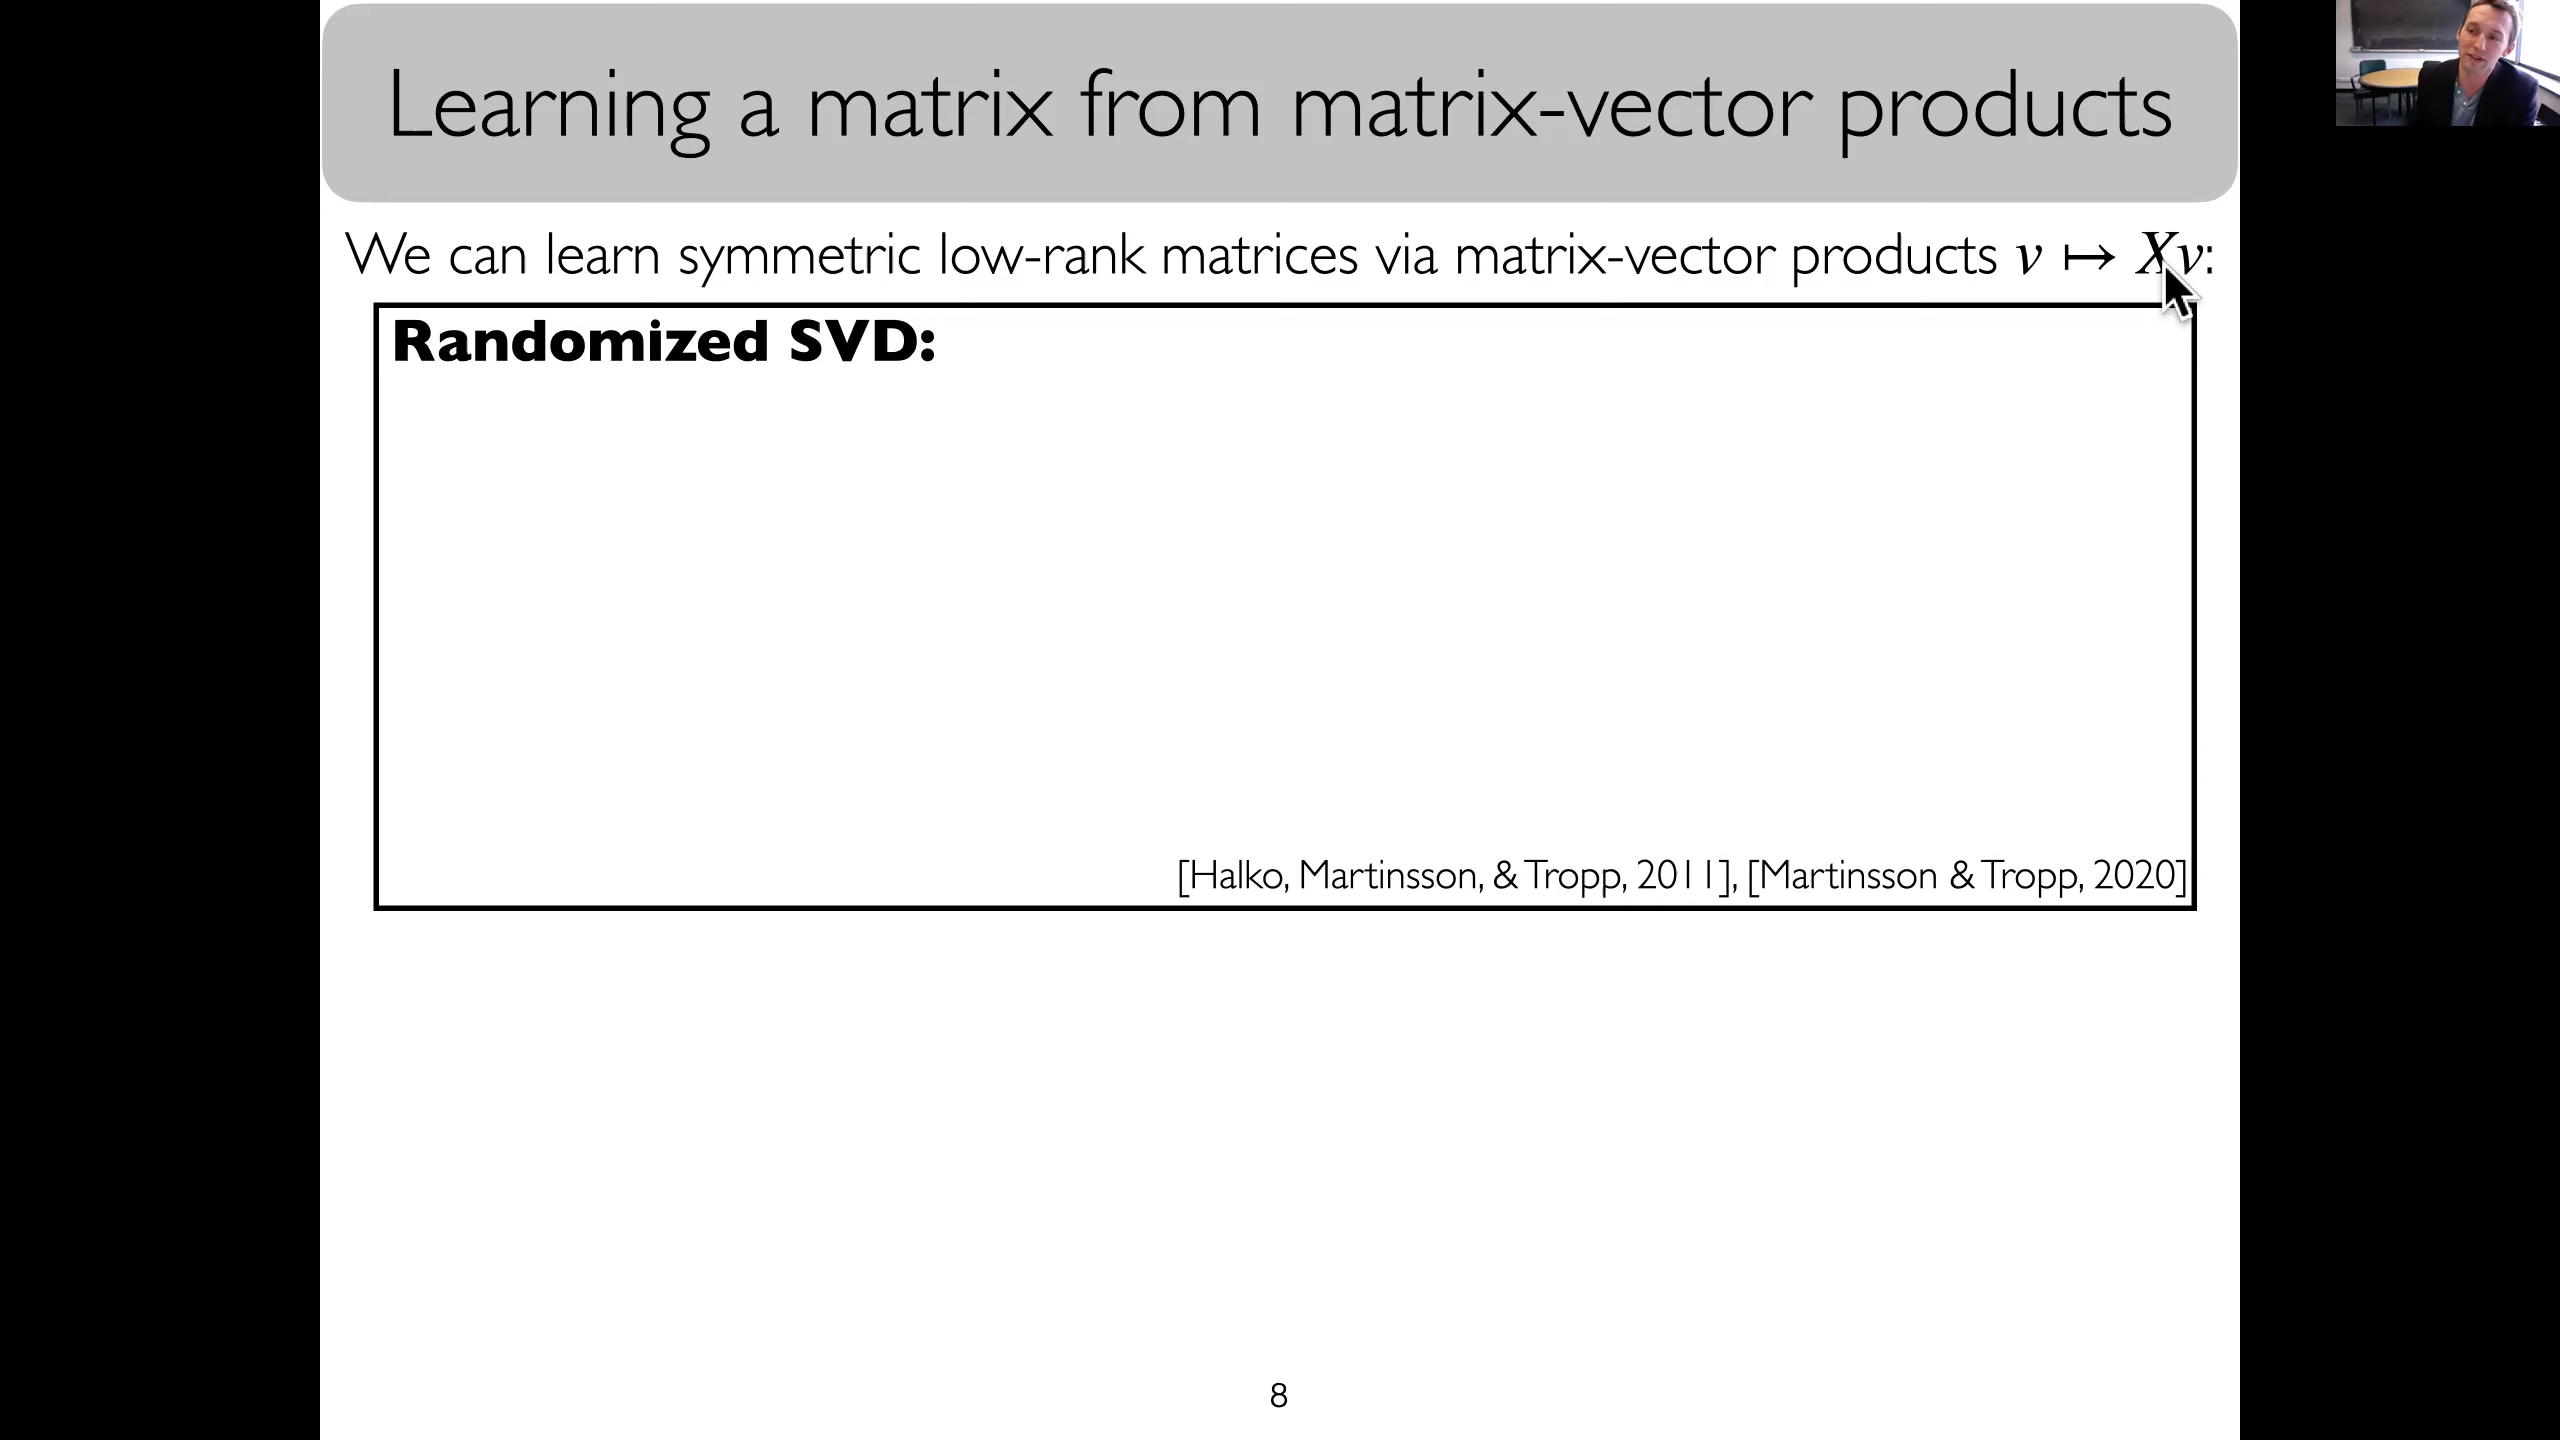 Learning a matrix from matrix-vector products
We can learn symmetric low-rank matrices via matrix-vector products v ↦ Xv:
Randomized SVD:
[Halko, Martinsson, & Tropp, 2011], [Martinsson & Tropp, 2020]
8